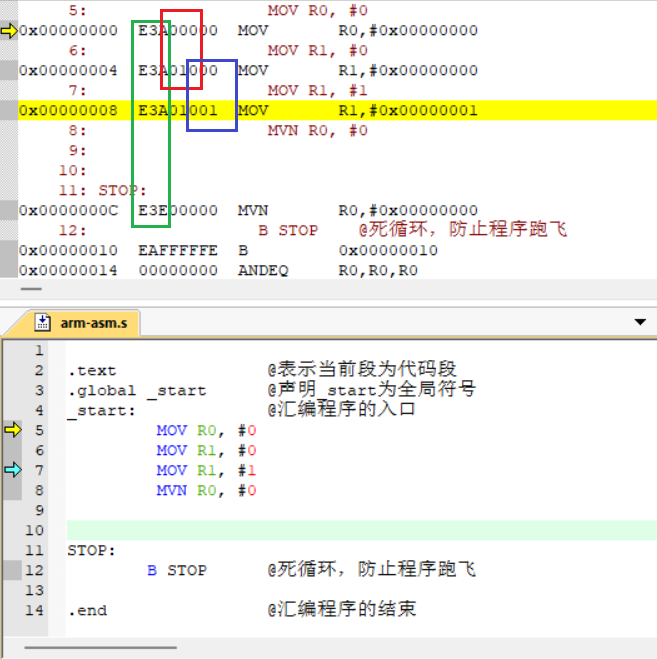 5: MOV R0, #0
0x00000000 E3A00000 MOV R0,#0x00000000
6: MOV R1, #0
0x00000004 E3A01000 MOV R1,#0x00000000
7: MOV R1, #1
0x00000008 E3A01001 MOV R1,#0x00000001
8: MVN R0, #0
9:
10:
11: STOP:
0x0000000C E3E00000 MVN R0,#0x00000000
12: B STOP @死循环，防止程序跑飞
0x00000010 EAFFFFFE B 0x00000010
0x00000014 00000000 ANDEQ R0,R0,R0
arm-asm.s
1
2 .text @表示当前段为代码段
3 .global _start @声明_start为全局符号
4 _start: @汇编程序的入口
5 MOV R0, #0
6 MOV R1, #0
7 MOV R1, #1
8 MVN R0, #0
9
10
11 STOP:
12 B STOP @死循环，防止程序跑飞
13
14 .end @汇编程序的结束